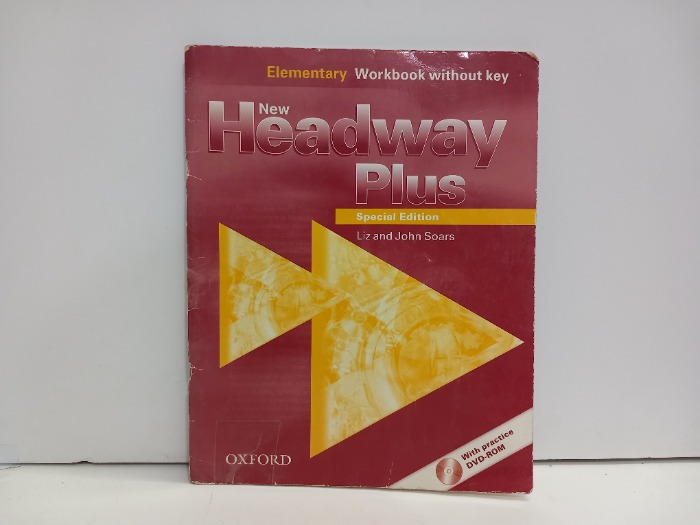 Elementary Workbook without key
New
Headway
Plus
Special Edition
Liz and John Soars
With practice
DVD-ROM
OXFORD